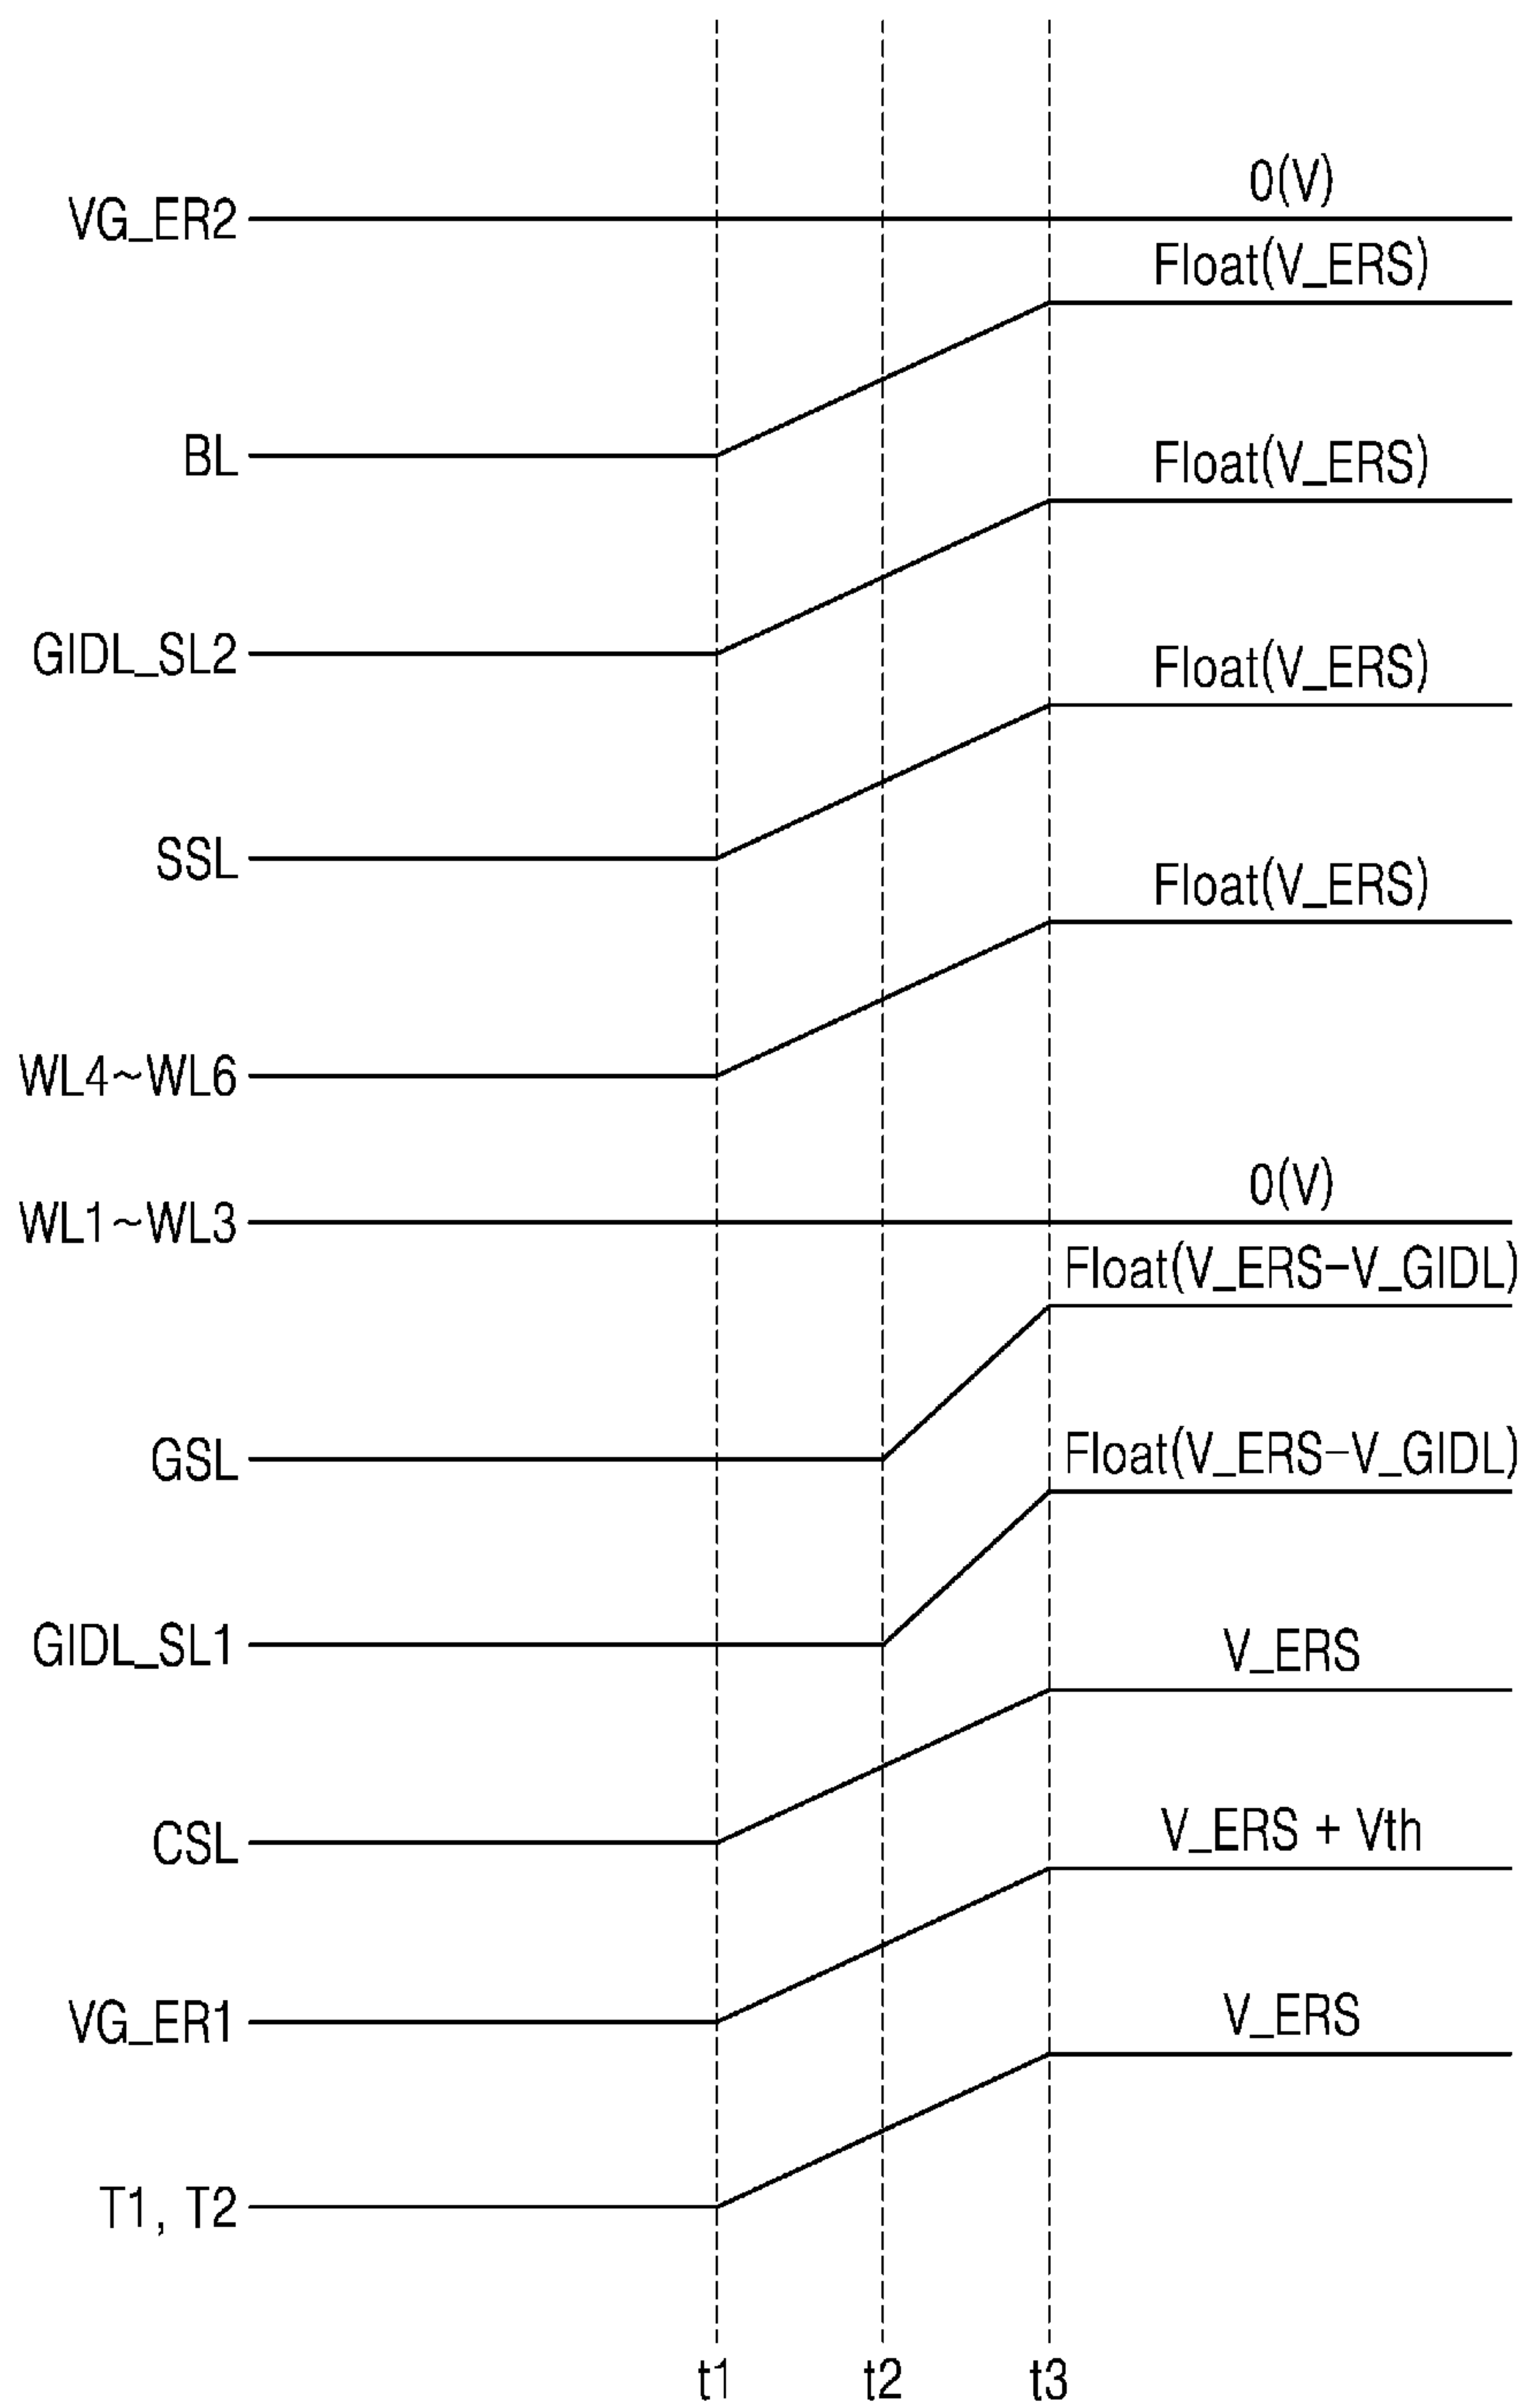 0(V)
VG_ER2
Float(V_ERS)
BL
Float(V_ERS)
GIDL_SL2
Float(V_ERS)
SSL
Float(V_ERS)
WL4~WL6
0(V)
WL1~WL3
Float(V_ERS-V_GIDL)
GSL
Float(V_ERS-V_GIDL)
GIDL_SL1
V_ERS
CSL
V_ERS + Vth
VG_ER1
V_ERS
T1, T2
t1 t2 t3